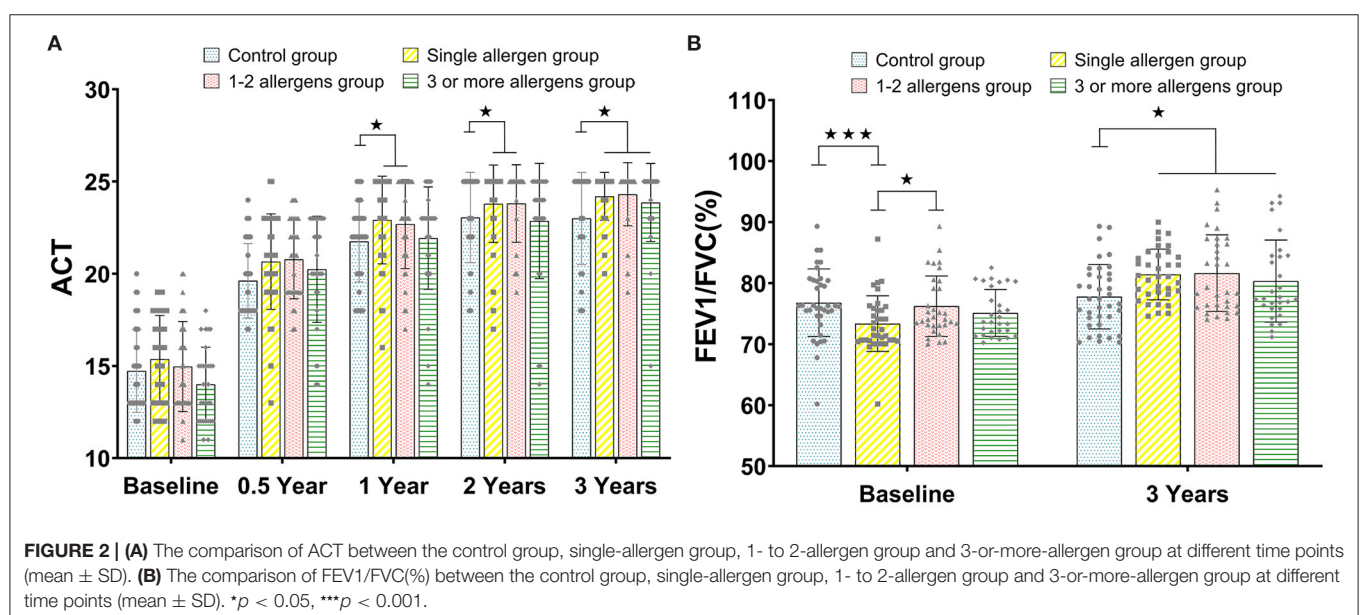 A
Control group
Single allergen group
1-2 allergens group
3 or more allergens group
ACT
30
25
20
15
10
★
★
★
Baseline
0.5 Year
1 Year
2 Years
3 Years
B
Control group
Single allergen group
1-2 allergens group
3 or more allergens group
FEV1/FVC(%)
110
100
90
80
70
60
50
★★★
★
★
Baseline
3 Years
FIGURE 2 | (A) The comparison of ACT between the control group, single-allergen group, 1- to 2-allergen group and 3-or-more-allergen group at different time points
(mean ± SD). (B) The comparison of FEV1/FVC(%) between the control group, single-allergen group, 1- to 2-allergen group and 3-or-more-allergen group at different
time points (mean ± SD). ★p < 0.05, ★★★p < 0.001.